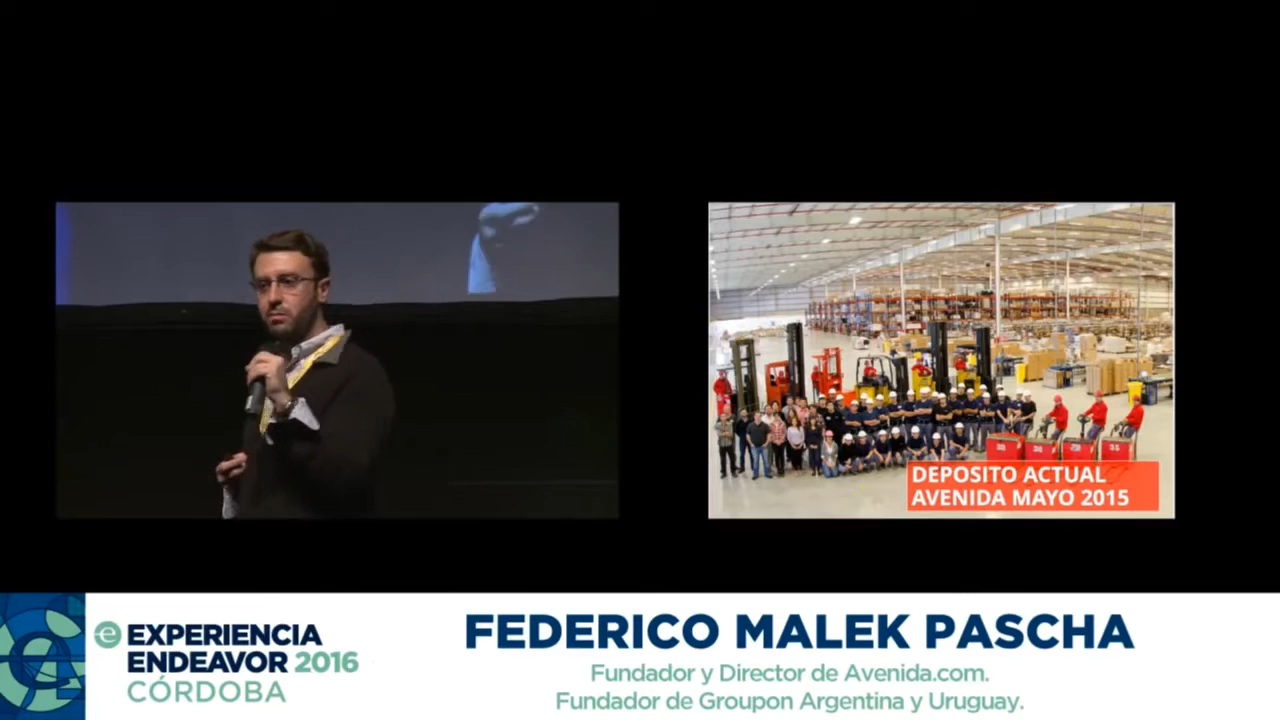 DEPOSITO ACTUAL
AVENIDA MAYO 2015
e EXPERIENCIA
ENDEAVOR 2016
CÓRDOBA
FEDERICO MALEK PASCHA
Fundador y Director de Avenida.com.
Fundador de Groupon Argentina y Uruguay.